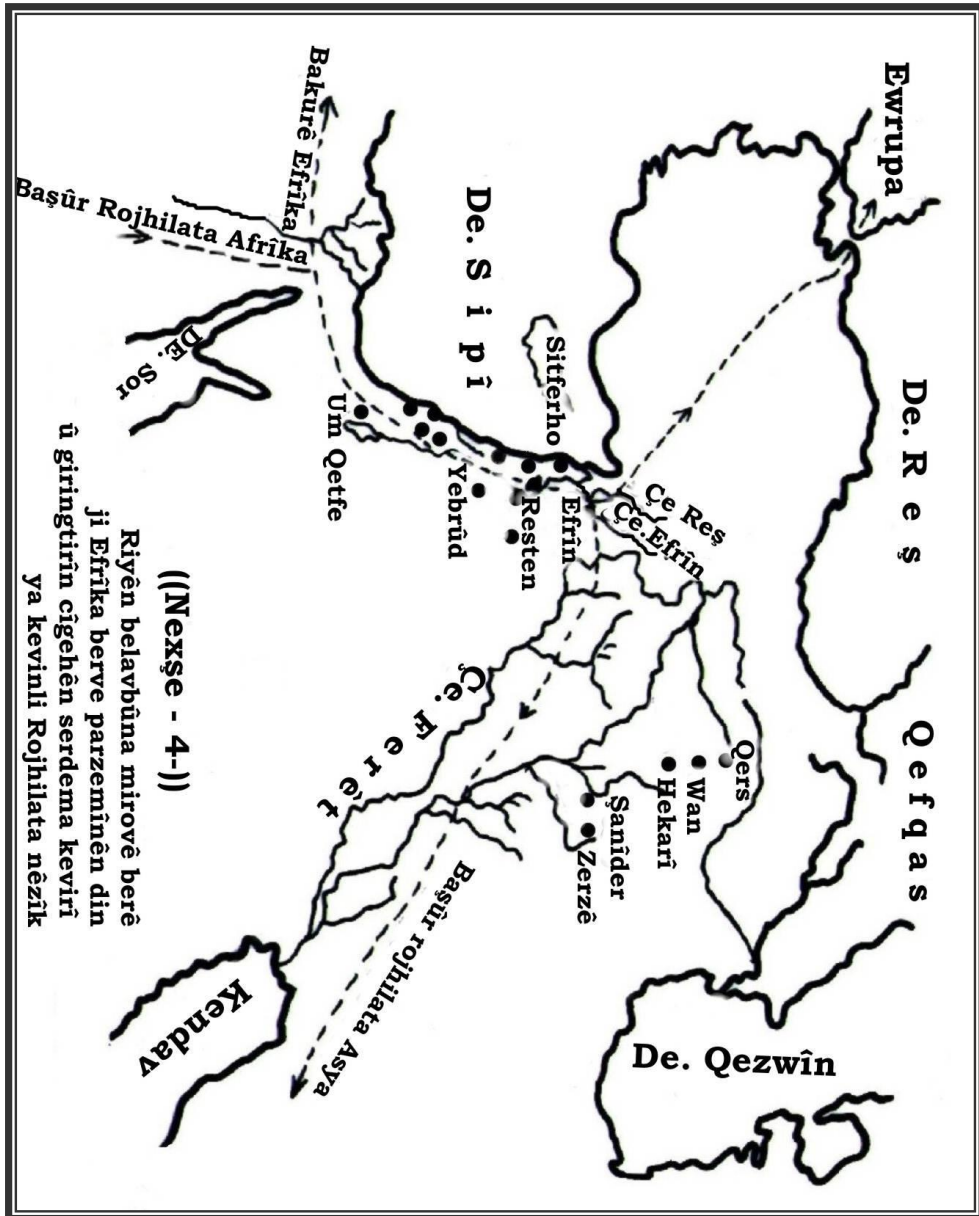 Ewrupa
De. Reş
Qefqas
De. Sipî
Sitferho
Çe Reş
Çe.Efrîn
Efrîn
Resten
Yebrûd
Um Qetfe
Bakurê Efrîka
Başûr Rojhilata Afrîka
DE. Sor
Qers
Wan
Hekarî
Şanîder
Zerzê
Çe. Ferêt
Başûr rojhilata Asya
De. Qezwîn
Kendav
((Nexşe - 4-))
Riyên belavbûna mirovê berê
ji Efrîka berve parzemînên din
û giringtirîn cîgehên serdema kevirî
ya kevinli Rojhilata nêzîk